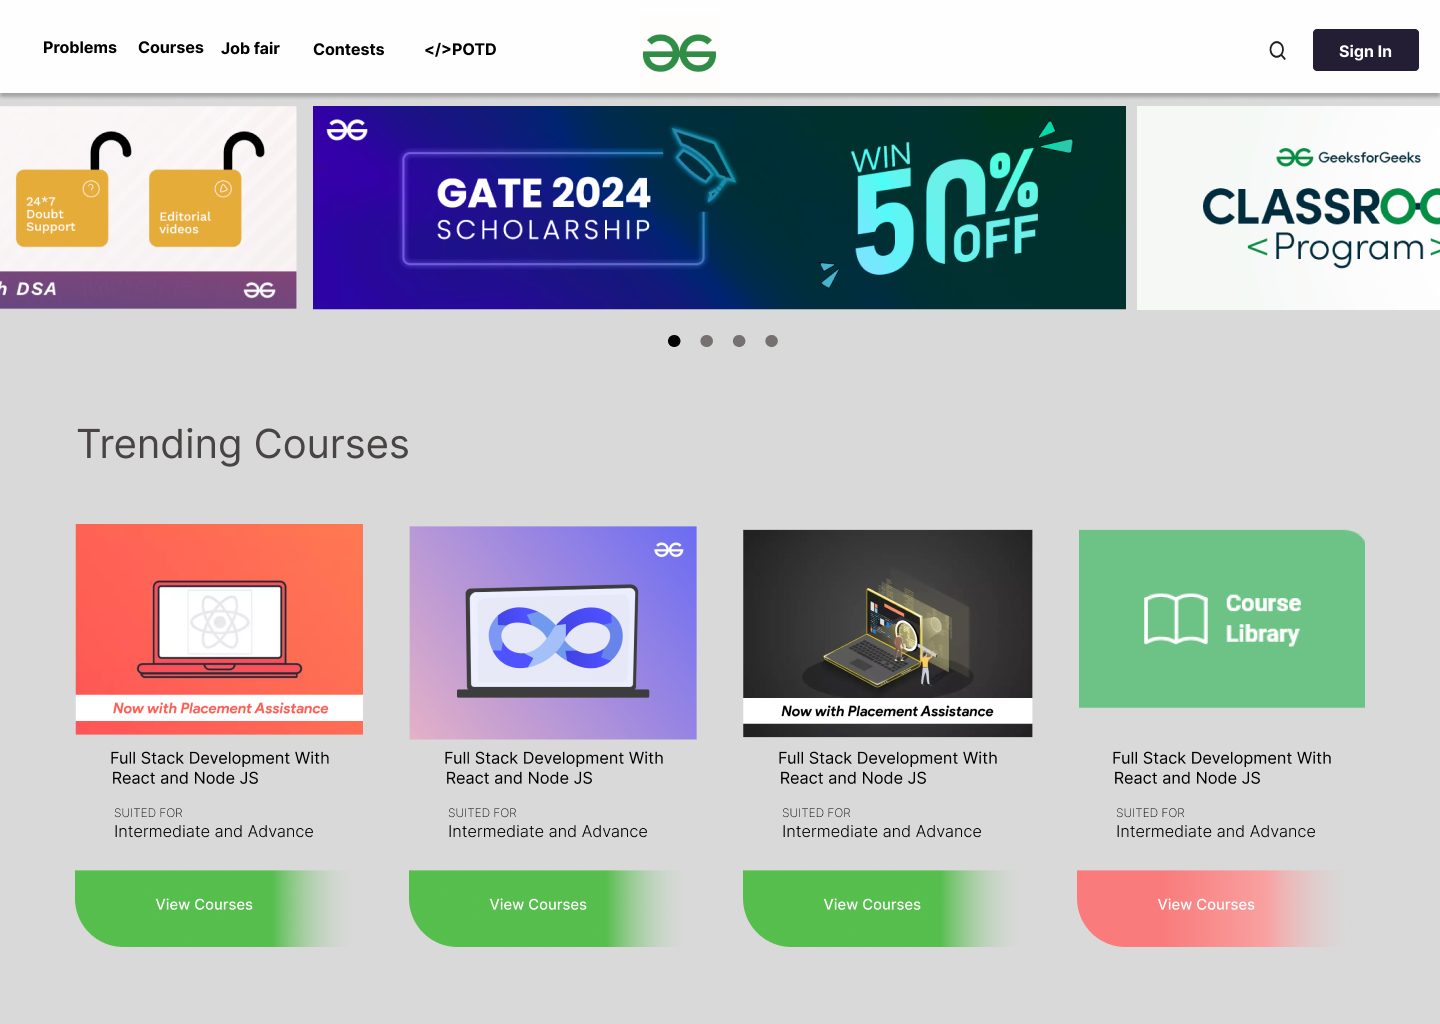 Problems Courses Job fair Contests </>POTD Sign In
24*7
Doubt
Support
Editorial
videos
DSA
GATE 2024
SCHOLARSHIP
WIN
50%
OFF
GeeksforGeeks
CLASSROO
<Program>
Trending Courses
Now with Placement Assistance
Full Stack Development With
React and Node JS
SUITED FOR
Intermediate and Advance
View Courses
Full Stack Development With
React and Node JS
SUITED FOR
Intermediate and Advance
View Courses
Now with Placement Assistance
Full Stack Development With
React and Node JS
SUITED FOR
Intermediate and Advance
View Courses
Course
Library
Full Stack Development With
React and Node JS
SUITED FOR
Intermediate and Advance
View Courses